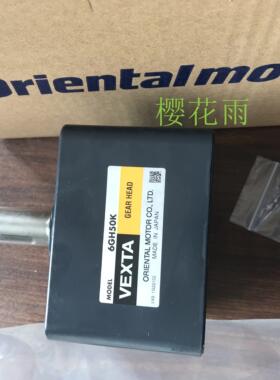 Orientalmo
樱花雨
MODEL 6GH50K
GEAR HEAD
VEXTA
ORIENTAL MOTOR CO., LTD.
MADE IN JAPAN